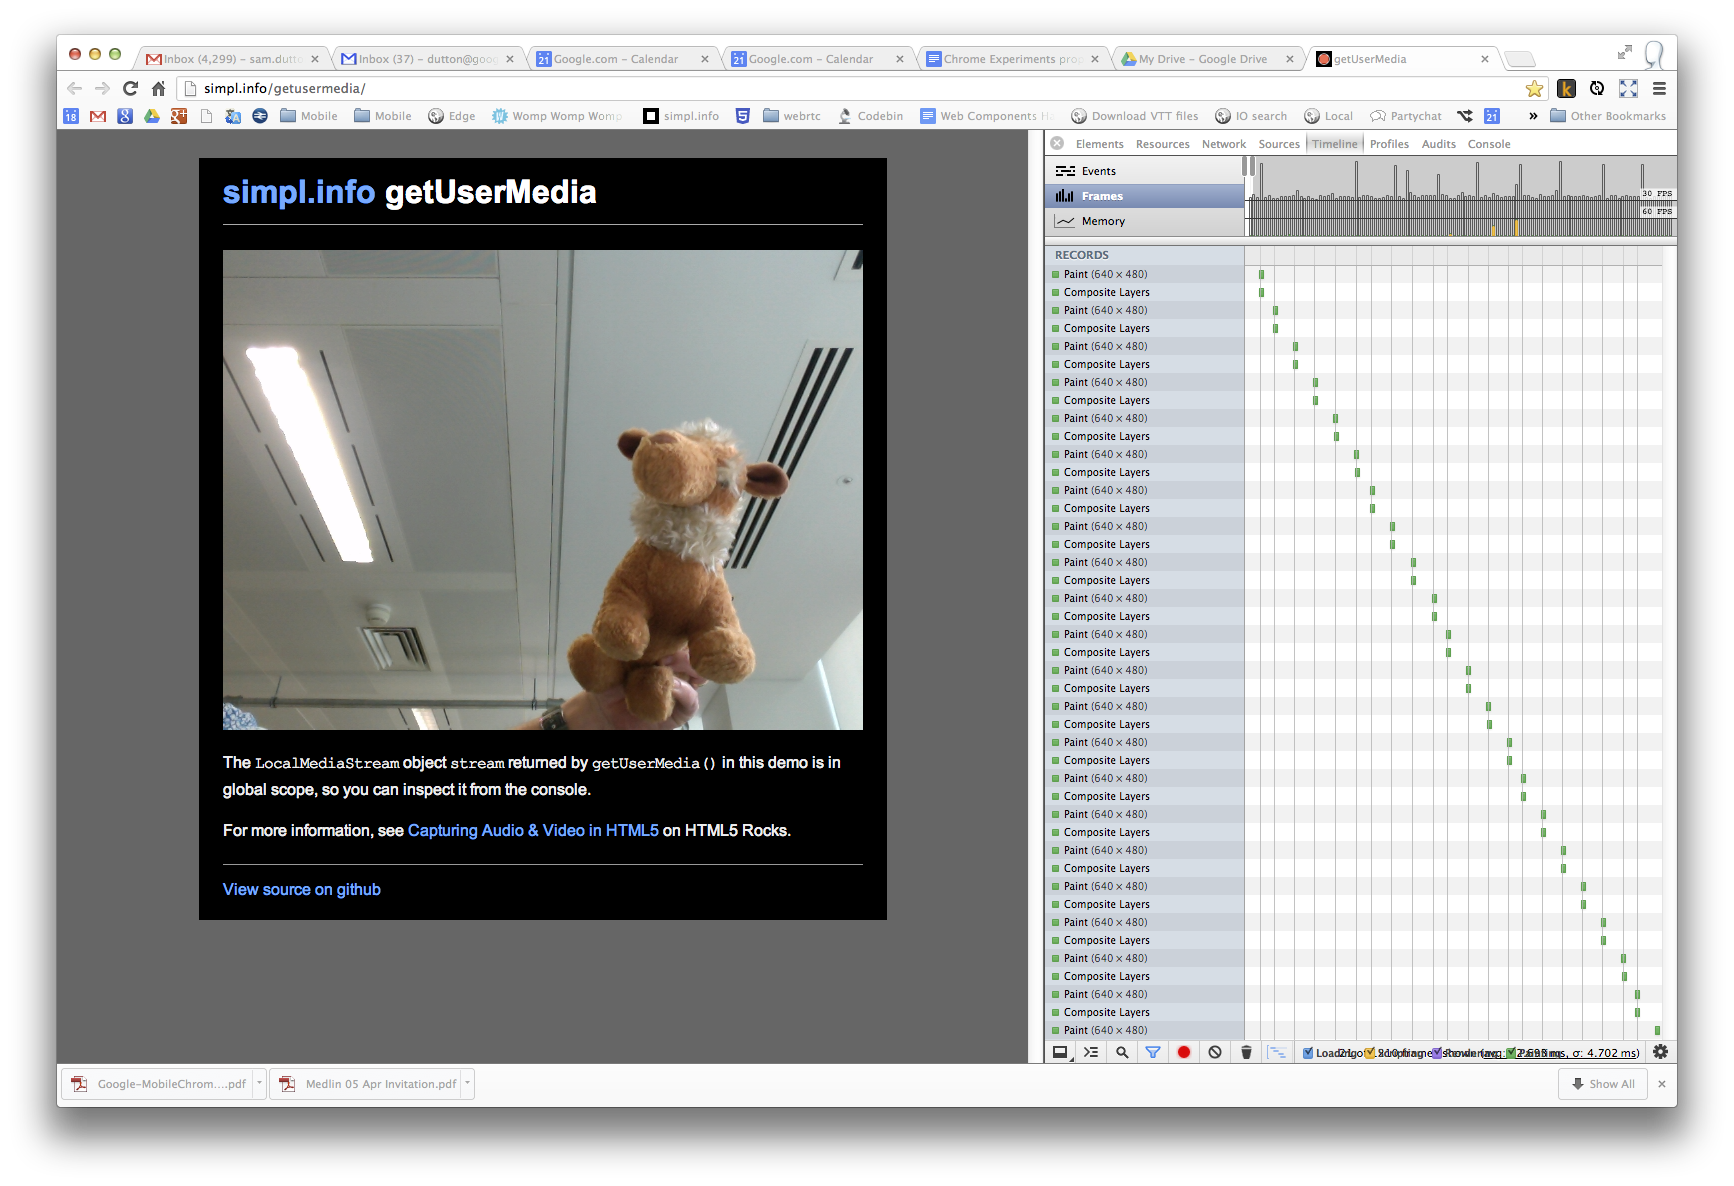 Inbox (4,299) – sam.dutto
Inbox (37) – dutton@goog
21 Google.com – Calendar
21 Google.com – Calendar
Chrome Experiments prop
My Drive – Google Drive
getUserMedia
simpl.info/getusermedia/
k
18
8
g+
Mobile
Mobile
Edge
Womp Womp Womp
simpl.info
5
webrtc
Codebin
Web Components Ha
Download VTT files
IO search
Local
Partychat
21
»
Other Bookmarks
Elements Resources Network Sources Timeline Profiles Audits Console
Events
Frames
Memory
30 FPS
60 FPS
simpl.info getUserMedia
The LocalMediaStream object stream returned by getUserMedia() in this demo is in
global scope, so you can inspect it from the console.
For more information, see Capturing Audio & Video in HTML5 on HTML5 Rocks.
View source on github
RECORDS
Paint (640 × 480)
Composite Layers
Paint (640 × 480)
Composite Layers
Paint (640 × 480)
Composite Layers
Paint (640 × 480)
Composite Layers
Paint (640 × 480)
Composite Layers
Paint (640 × 480)
Composite Layers
Paint (640 × 480)
Composite Layers
Paint (640 × 480)
Composite Layers
Paint (640 × 480)
Composite Layers
Paint (640 × 480)
Composite Layers
Paint (640 × 480)
Composite Layers
Paint (640 × 480)
Composite Layers
Paint (640 × 480)
Composite Layers
Paint (640 × 480)
Composite Layers
Paint (640 × 480)
Composite Layers
Paint (640 × 480)
Composite Layers
Paint (640 × 480)
Composite Layers
Paint (640 × 480)
Composite Layers
Paint (640 × 480)
Composite Layers
Paint (640 × 480)
Composite Layers
Paint (640 × 480)
Composite Layers
Paint (640 × 480)
σ: 4.702 ms)
Google-MobileChrom....pdf
Medlin 05 Apr Invitation.pdf
Show All